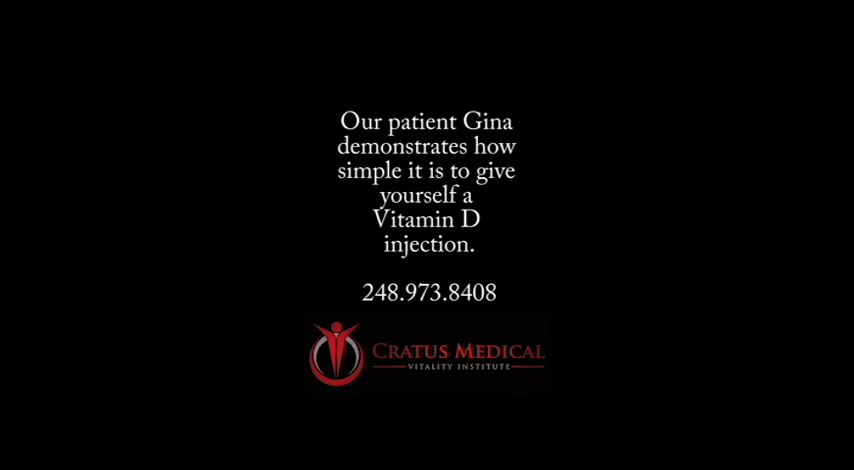 Our patient Gina
demonstrates how
simple it is to give
yourself a
Vitamin D
injection.
248.973.8408
CRATUS MEDICAL
VITALITY INSTITUTE